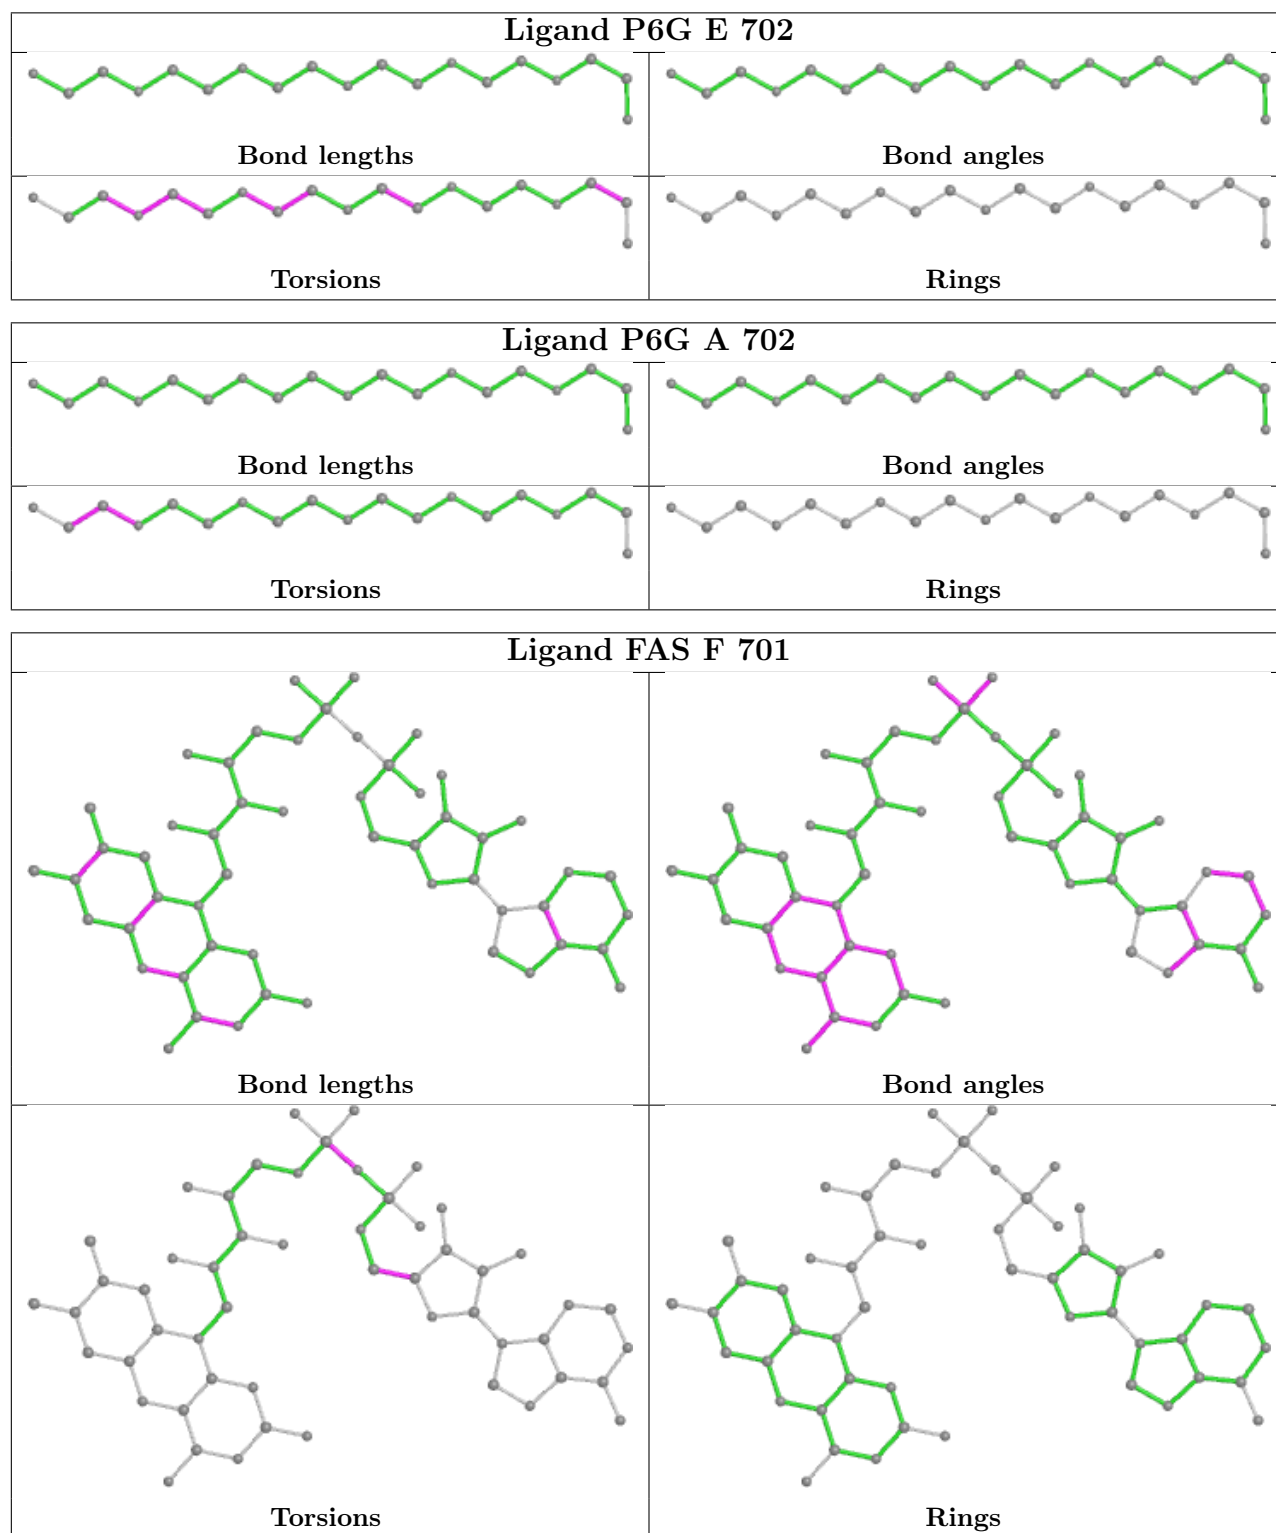 Ligand P6G E 702
Bond lengths
Bond angles
Torsions
Rings
Ligand P6G A 702
Bond lengths
Bond angles
Torsions
Rings
Ligand FAS F 701
Bond lengths
Bond angles
Torsions
Rings